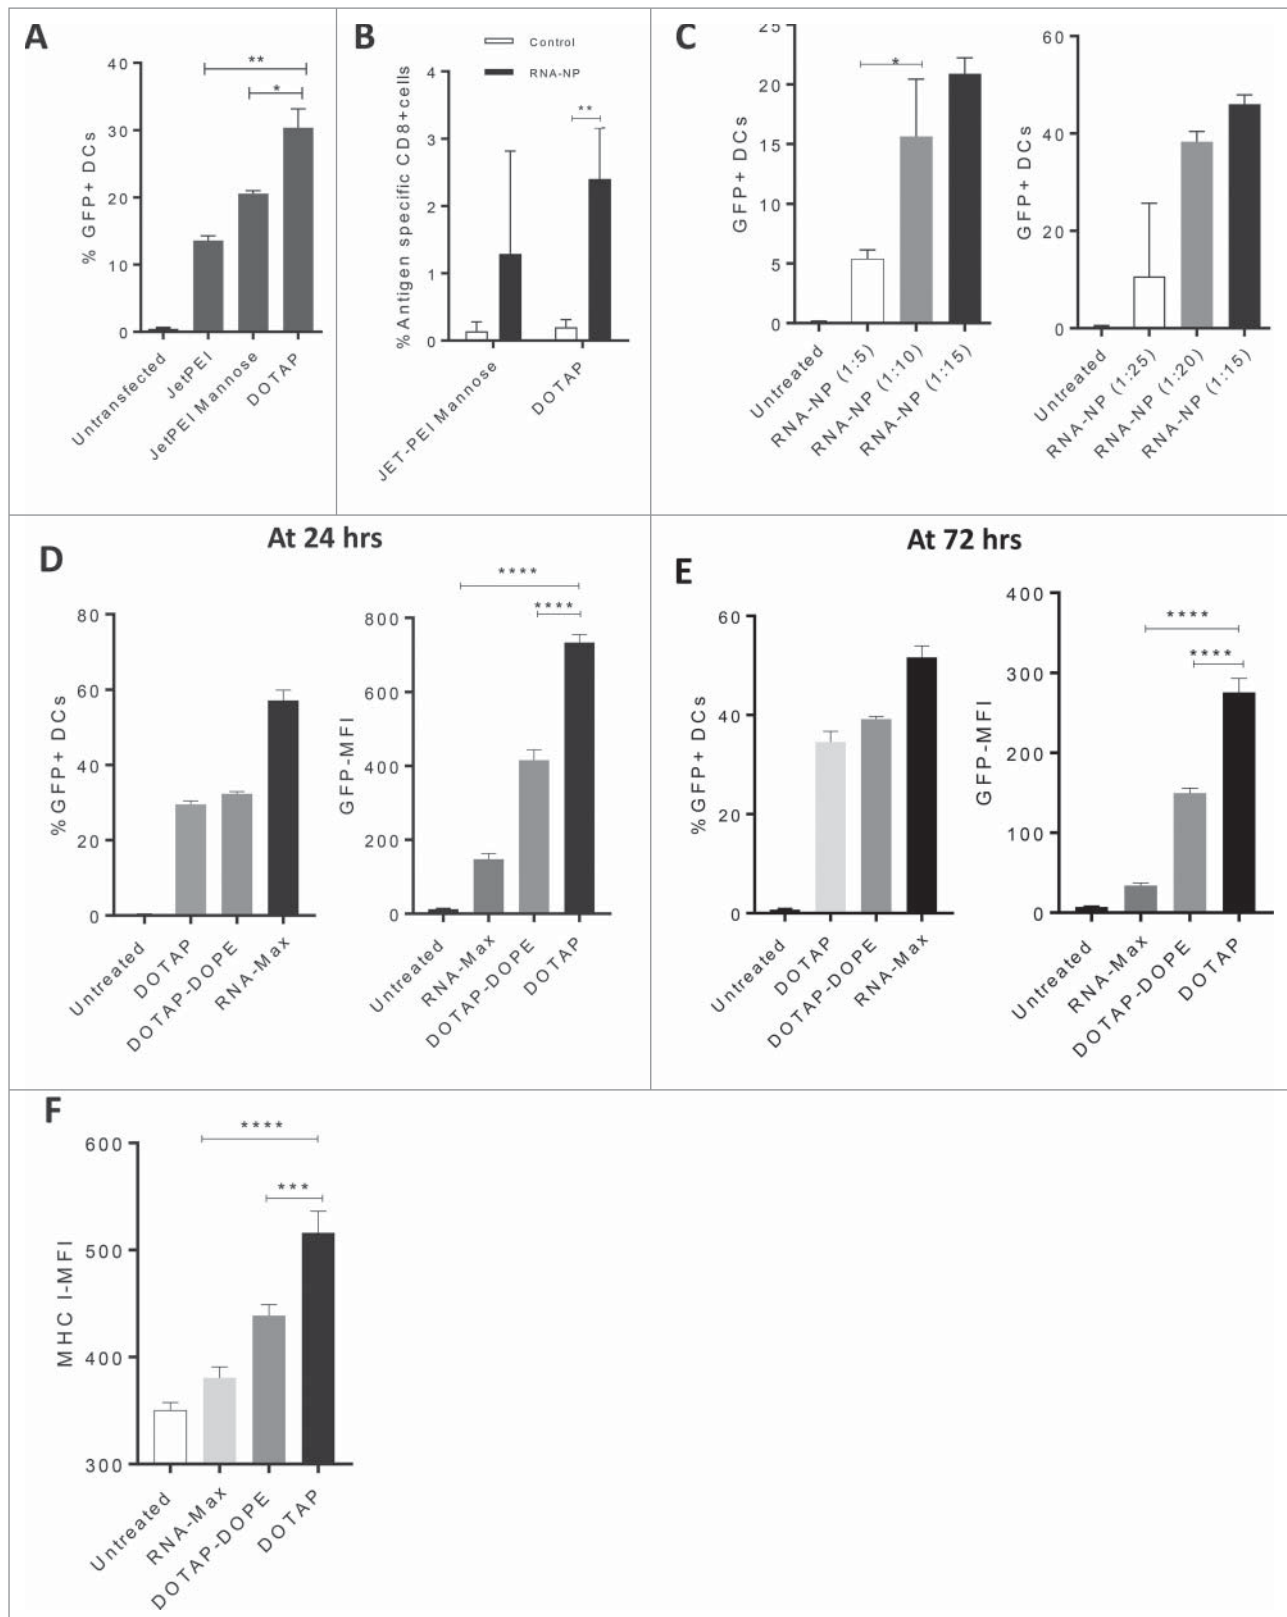 A
% GFP+ DCs
40
30
20
10
0
**
*
Untransfected
JetPEI
JetPEI Mannose
DOTAP
B
Control
RNA-NP
% Antigen specific CD8+cells
4
3
2
1
0
**
JET-PEI Mannose
DOTAP
C
GFP+ DCs
25
20
15
10
5
0
*
Untreated
RNA-NP (1:5)
RNA-NP (1:10)
RNA-NP (1:15)
GFP+ DCs
60
40
20
0
Untreated
RNA-NP (1:25)
RNA-NP (1:20)
RNA-NP (1:15)
At 24 hrs
D
%GFP+ DCs
80
60
40
20
0
Untreated
DOTAP
DOTAP-DOPE
RNA-Max
GFP-MFI
800
600
400
200
0
****
****
Untreated
RNA-Max
DOTAP-DOPE
DOTAP
At 72 hrs
E
%GFP+ DCs
60
40
20
0
Untreated
DOTAP
DOTAP-DOPE
RNA-Max
GFP-MFI
400
300
200
100
0
****
****
Untreated
RNA-Max
DOTAP-DOPE
DOTAP
F
MHC I-MFI
600
500
400
300
****
***
Untreated
RNA-Max
DOTAP-DOPE
DOTAP